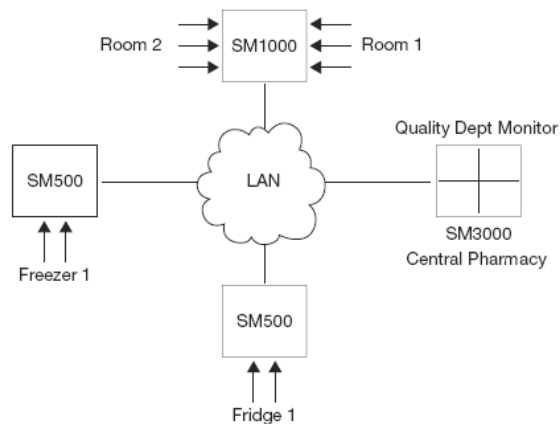 Room 2
SM1000
Room 1
Quality Dept Monitor
SM500
LAN
SM3000
Central Pharmacy
Freezer 1
SM500
Fridge 1